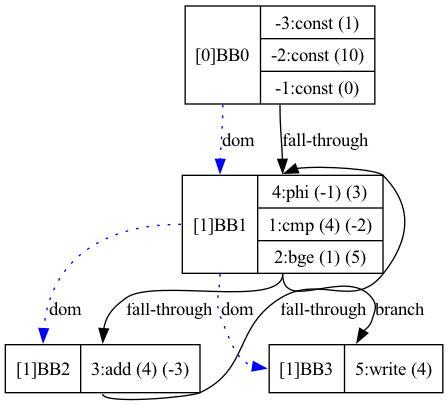 [0]BB0
-3:const (1)
-2:const (10)
-1:const (0)
dom
fall-through
[1]BB1
4:phi (-1) (3)
1:cmp (4) (-2)
2:bge (1) (5)
dom
fall-through
dom
fall-through
branch
[1]BB2
3:add (4) (-3)
[1]BB3
5:write (4)